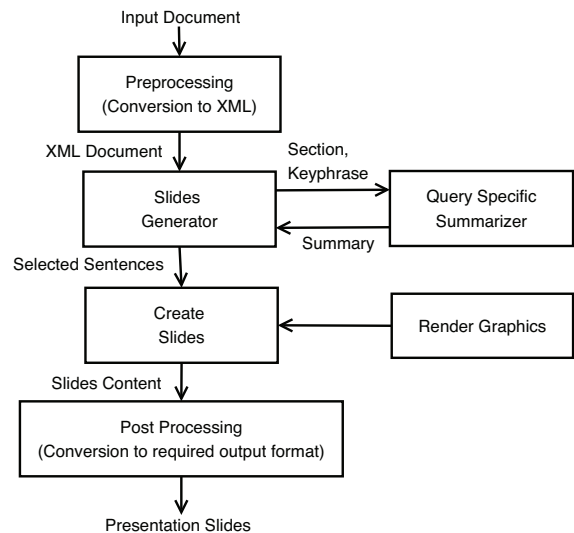 Input Document
Preprocessing
(Conversion to XML)
XML Document
Section,
Keyphrase
Slides
Generator
Query Specific
Summarizer
Summary
Selected Sentences
Create
Slides
Render Graphics
Slides Content
Post Processing
(Conversion to required output format)
Presentation Slides